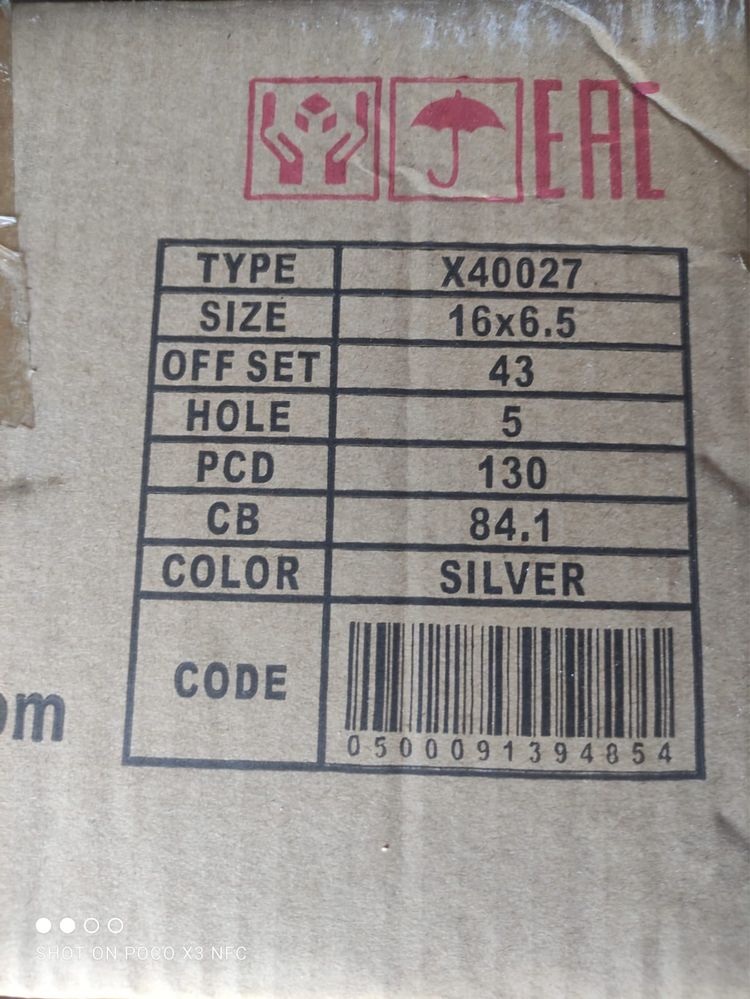 EAC
TYPE X40027
SIZE 16x6.5
OFF SET 43
HOLE 5
PCD 130
CB 84.1
COLOR SILVER
CODE
0500091394854
om
SHOT ON POCO X3 NFC